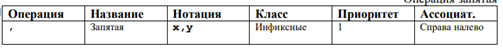 Операция запятая
Операция Название Нотация Класс Приоритет Ассоциат.
, Запятая x,y Инфиксные 1 Справа налево